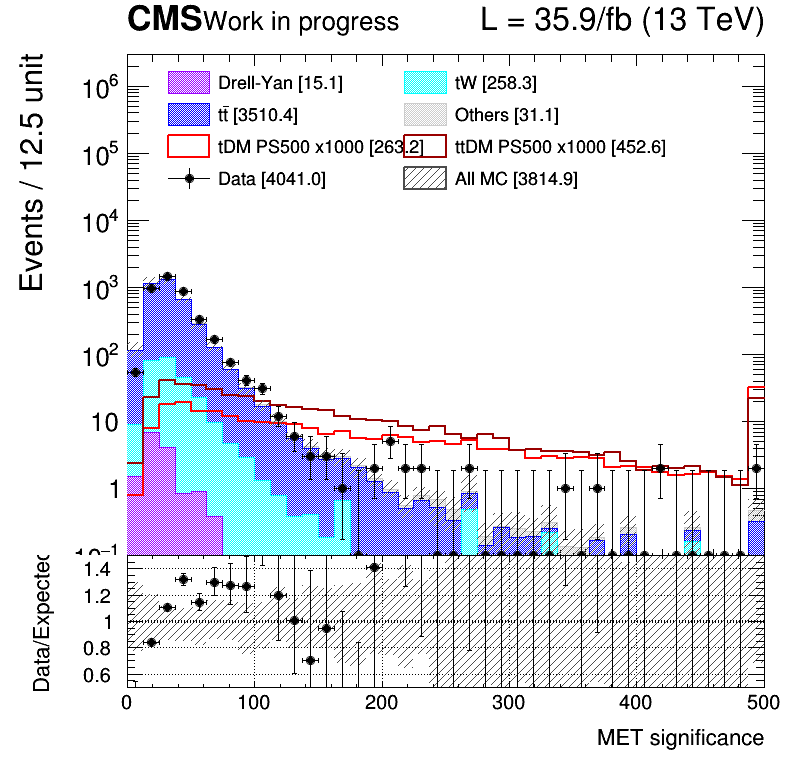 CMS Work in progress L = 35.9/fb (13 TeV)
Events / 12.5 unit
Drell-Yan [15.1] tW [258.3]
tt̄ [3510.4] Others [31.1]
tDM PS500 x1000 [263.2] ttDM PS500 x1000 [452.6]
Data [4041.0] All MC [3814.9]
10⁶
10⁵
10⁴
10³
10²
10
1
10⁻¹
Data/Expected
1.4
1.2
1
0.8
0.6
0 100 200 300 400 500
MET significance